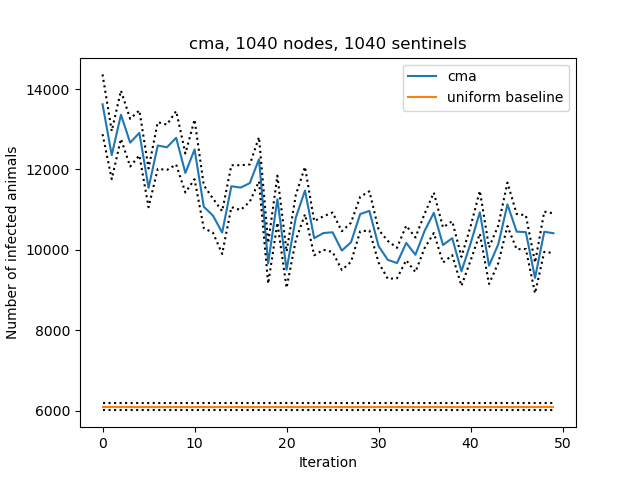 cma, 1040 nodes, 1040 sentinels
cma
uniform baseline
Number of infected animals
14000
12000
10000
8000
6000
0 10 20 30 40 50
Iteration